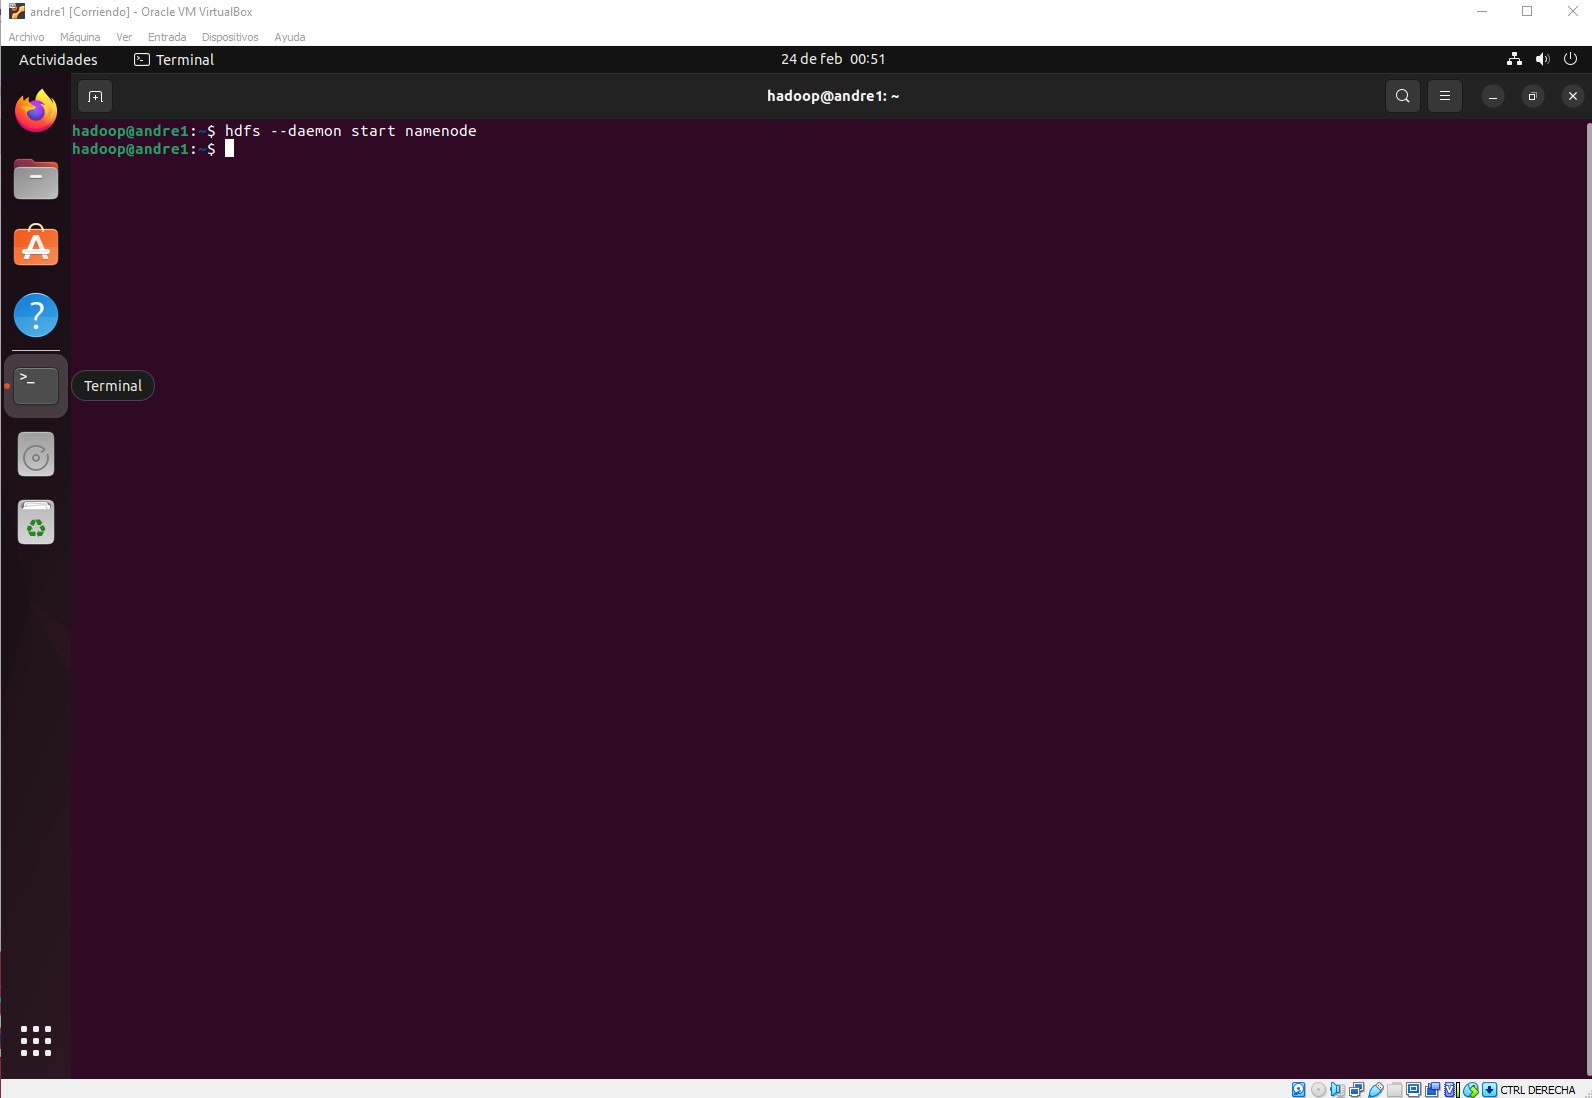 andre1 [Corriendo] - Oracle VM VirtualBox
Archivo Máquina Ver Entrada Dispositivos Ayuda
Actividades Terminal 24 de feb 00:51
hadoop@andre1: ~
hadoop@andre1:~$ hdfs --daemon start namenode
hadoop@andre1:~$
Terminal
CTRL DERECHA